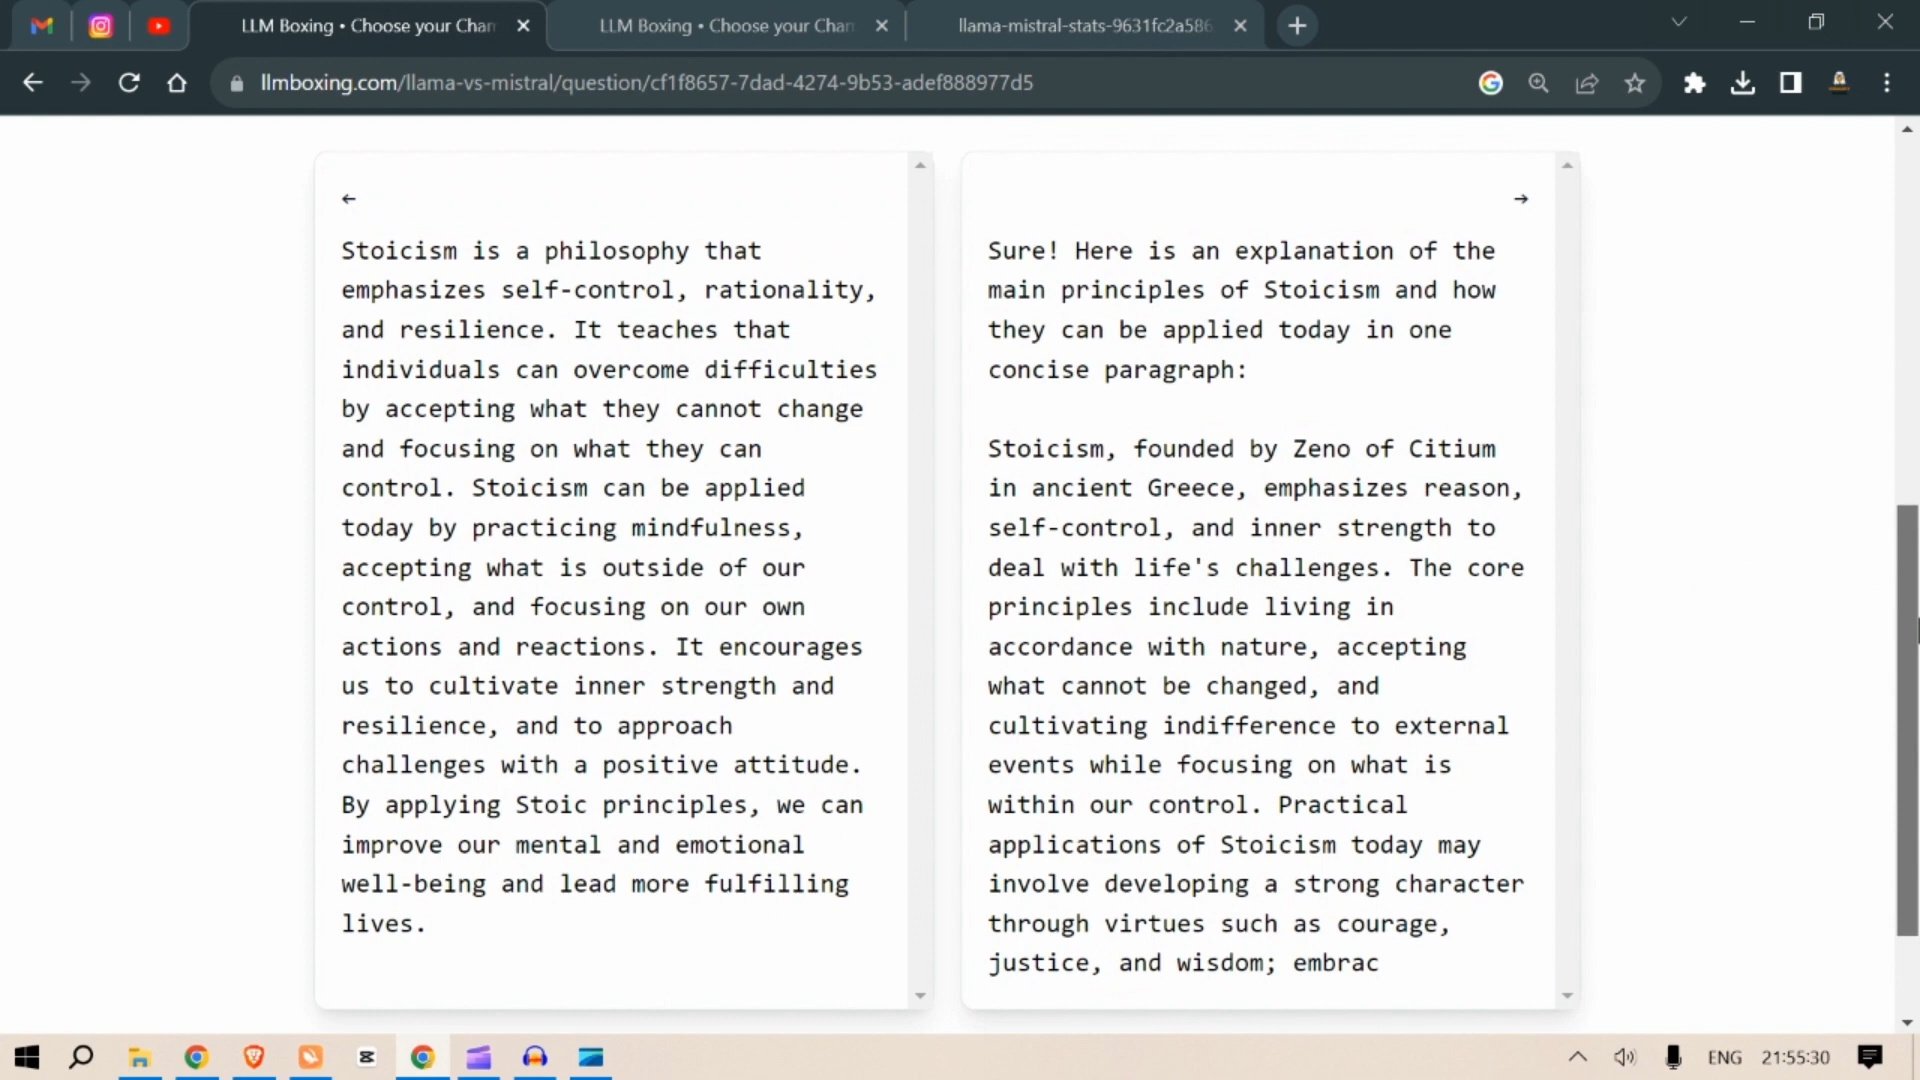 LLM Boxing • Choose your Chan
LLM Boxing • Choose your Chan
llama-mistral-stats-9631fc2a586
llmboxing.com/llama-vs-mistral/question/cf1f8657-7dad-4274-9b53-adef888977d5
Stoicism is a philosophy that
emphasizes self-control, rationality,
and resilience. It teaches that
individuals can overcome difficulties
by accepting what they cannot change
and focusing on what they can
control. Stoicism can be applied
today by practicing mindfulness,
accepting what is outside of our
control, and focusing on our own
actions and reactions. It encourages
us to cultivate inner strength and
resilience, and to approach
challenges with a positive attitude.
By applying Stoic principles, we can
improve our mental and emotional
well-being and lead more fulfilling
lives.
Sure! Here is an explanation of the
main principles of Stoicism and how
they can be applied today in one
concise paragraph:
Stoicism, founded by Zeno of Citium
in ancient Greece, emphasizes reason,
self-control, and inner strength to
deal with life's challenges. The core
principles include living in
accordance with nature, accepting
what cannot be changed, and
cultivating indifference to external
events while focusing on what is
within our control. Practical
applications of Stoicism today may
involve developing a strong character
through virtues such as courage,
justice, and wisdom; embrac
ENG
21:55:30